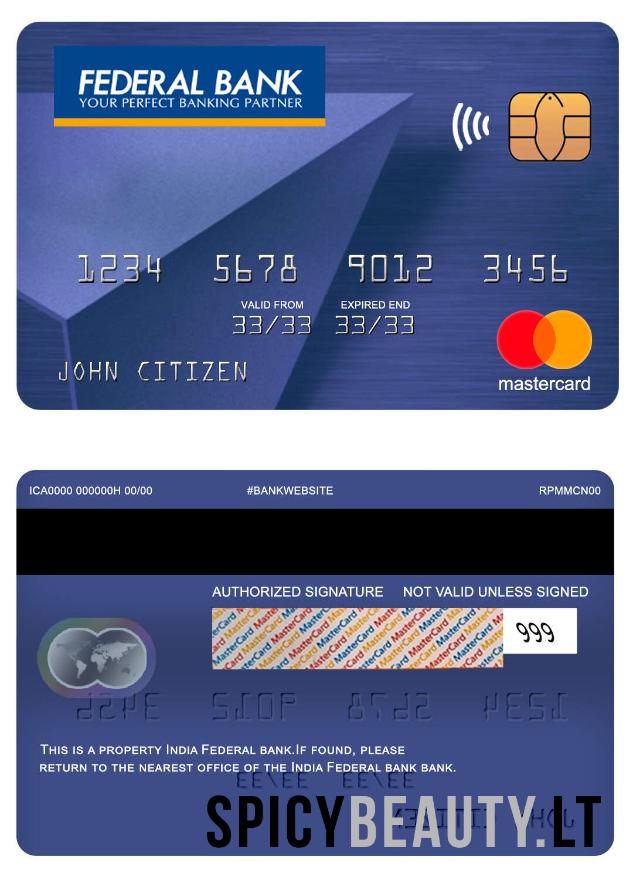 FEDERAL BANK
YOUR PERFECT BANKING PARTNER
1234 5678 9012 3456
VALID FROM EXPIRED END
33/33 33/33
JOHN CITIZEN
mastercard
ICA0000 000000H 00/00 #BANKWEBSITE RPMMCN00
AUTHORIZED SIGNATURE NOT VALID UNLESS SIGNED
MasterCard MasterCard MasterCard MasterCard
999
THIS IS A PROPERTY INDIA FEDERAL BANK.IF FOUND, PLEASE
RETURN TO THE NEAREST OFFICE OF THE INDIA FEDERAL BANK BANK.
SPICYBEAUTY.LT